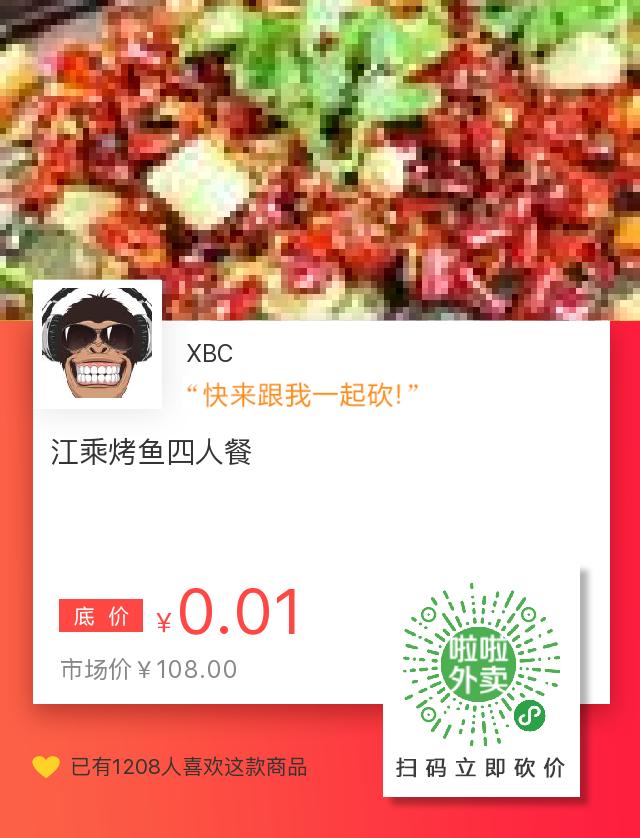 XBC
“快来跟我一起砍!”
江乘烤鱼四人餐
底价 ¥0.01
市场价¥108.00
啦啦
外卖
已有1208人喜欢这款商品
扫码立即砍价